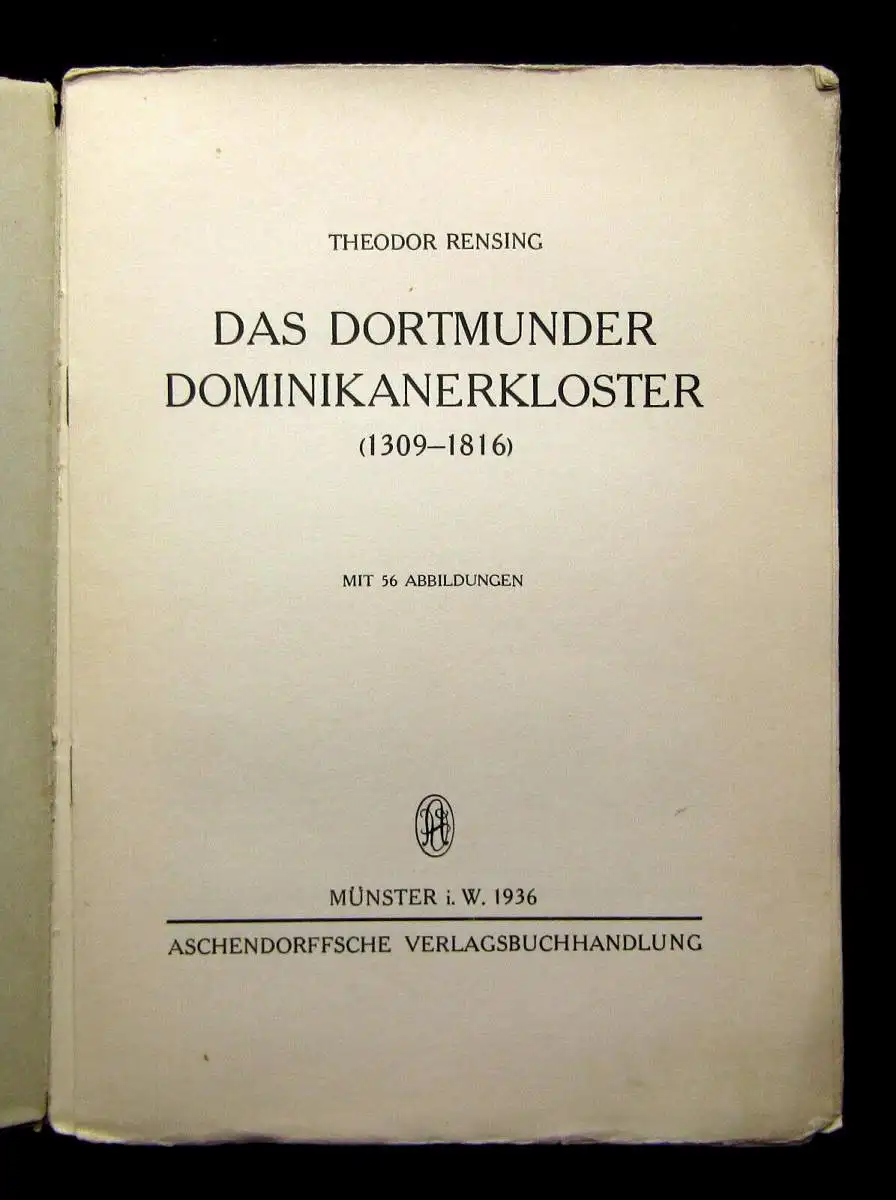 THEODOR RENSING
DAS DORTMUNDER
DOMINIKANERKLOSTER
(1309–1816)
MIT 56 ABBILDUNGEN
MÜNSTER i. W. 1936
ASCHENDORFFSCHE VERLAGSBUCHHANDLUNG